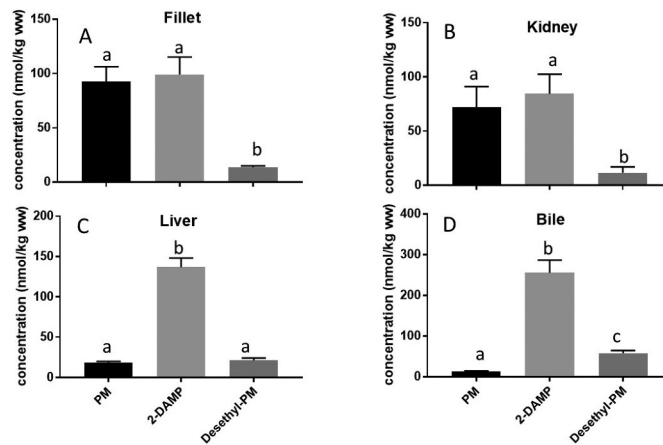 A
Fillet
concentration (nmol/kg ww)
150
100
50
0
a
a
b
B
Kidney
concentration (nmol/kg ww)
150
100
50
0
a
a
b
C
Liver
concentration (nmol/kg ww)
200
150
100
50
0
a
b
a
PM
2-DAMP
Desethyl-PM
D
Bile
concentration (nmol/kg ww)
400
300
200
100
0
a
b
c
PM
2-DAMP
Desethyl-PM